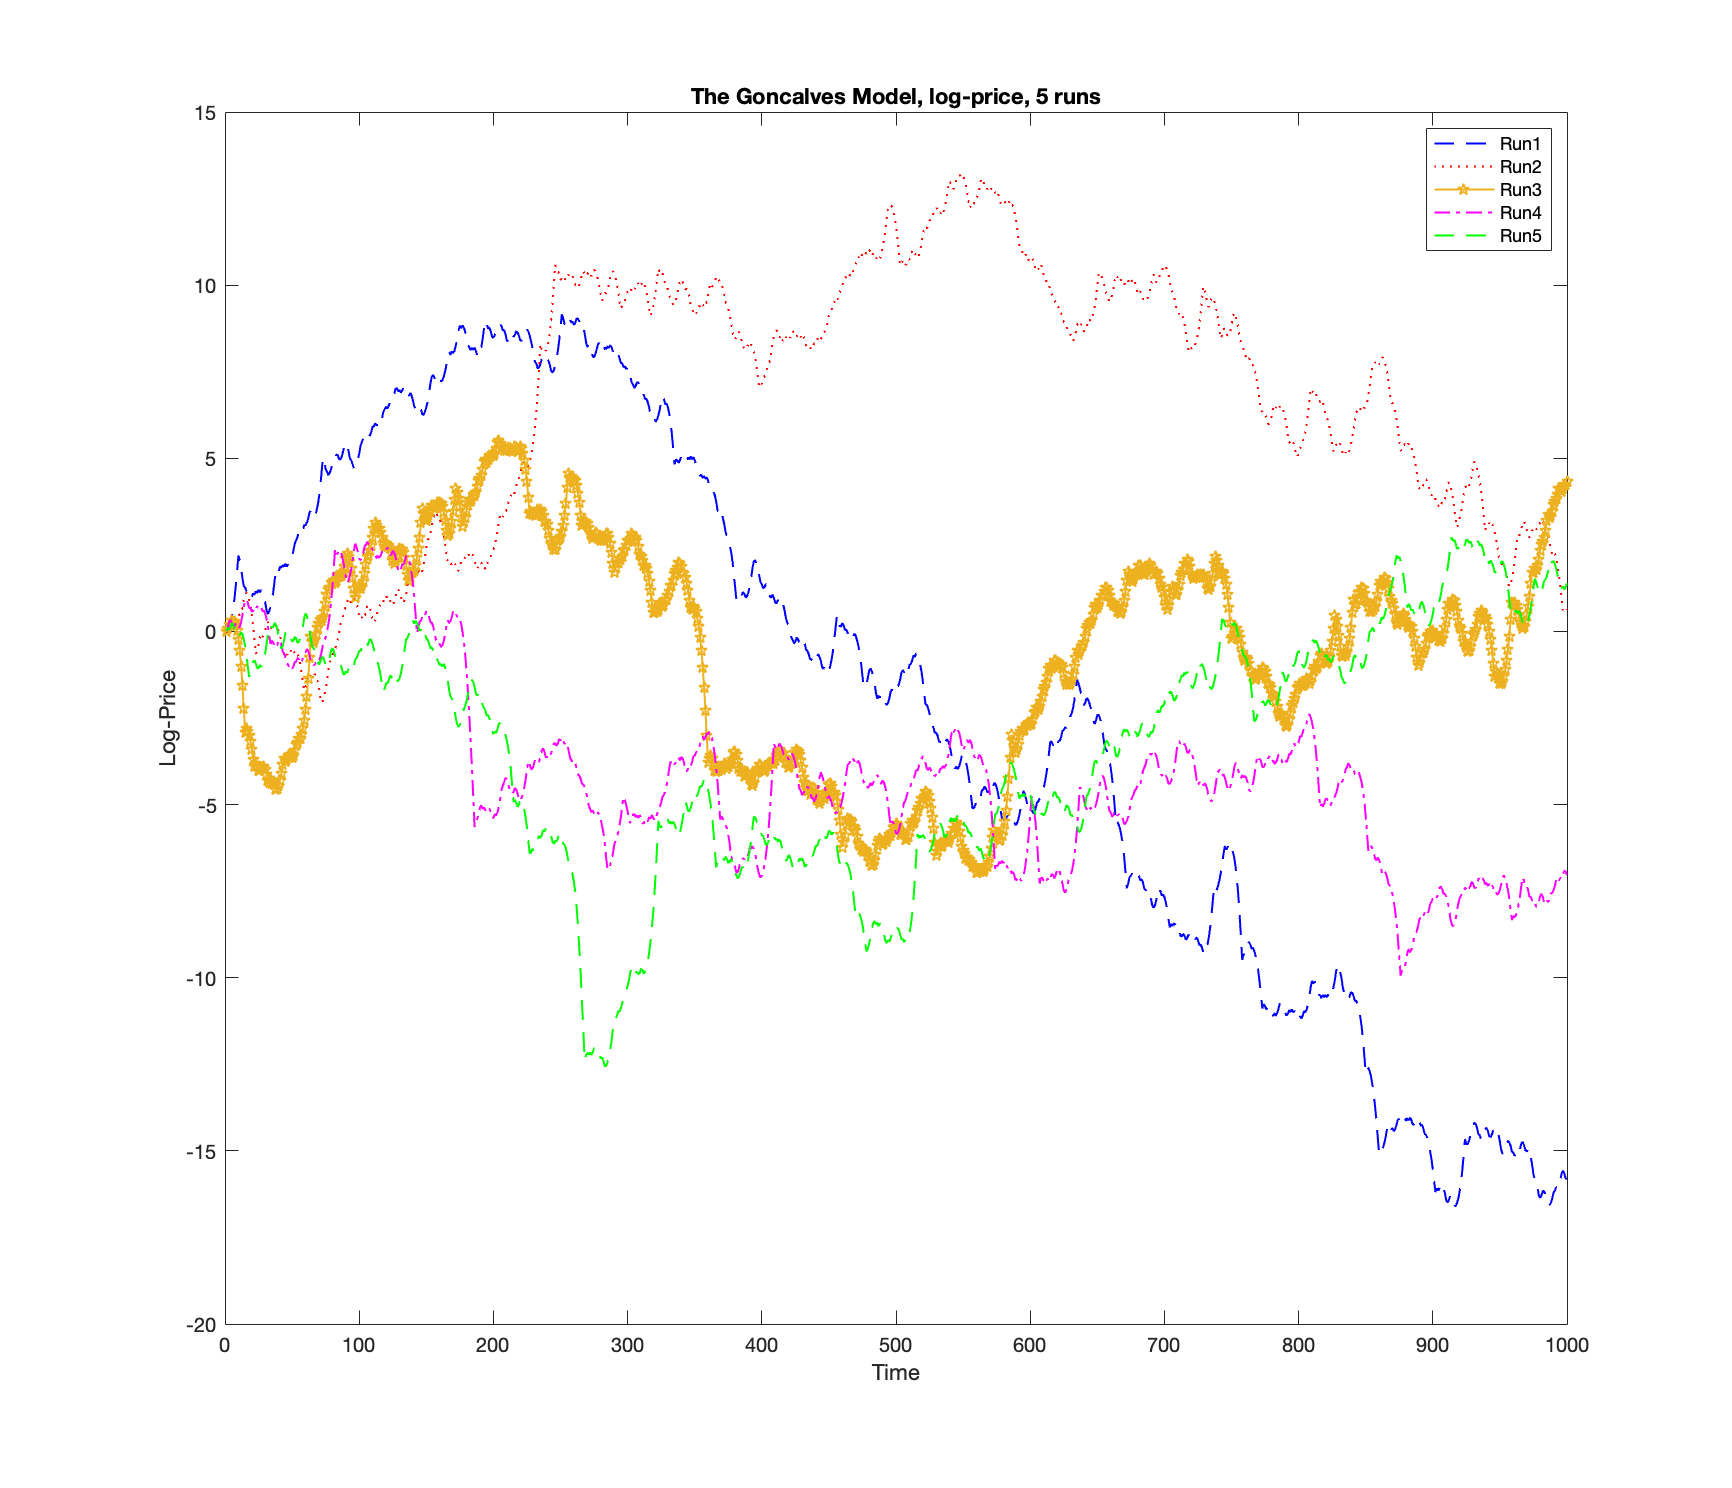 The Goncalves Model, log-price, 5 runs
15
10
5
0
-5
-10
-15
-20
Log-Price
Run1
Run2
Run3
Run4
Run5
0 100 200 300 400 500 600 700 800 900 1000
Time